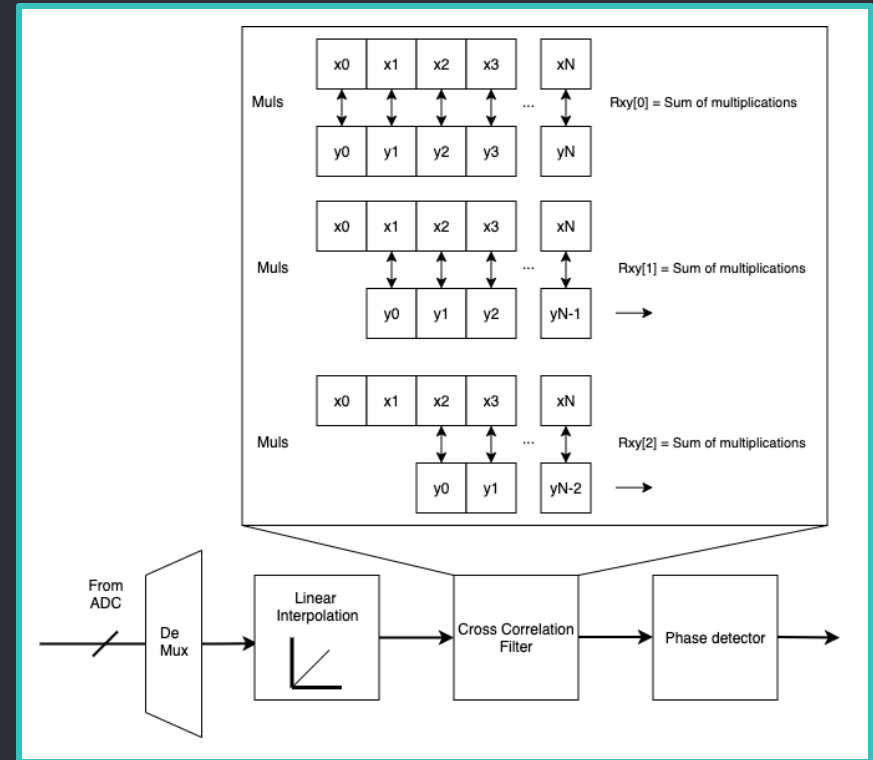 x0 x1 x2 x3 xN
Muls ... Rxy[0] = Sum of multiplications
y0 y1 y2 y3 yN
x0 x1 x2 x3 xN
Muls ... Rxy[1] = Sum of multiplications
y0 y1 y2 yN-1
x0 x1 x2 x3 xN
Muls ... Rxy[2] = Sum of multiplications
y0 y1 yN-2
From
ADC
De
Mux
Linear
Interpolation
Cross Correlation
Filter
Phase detector